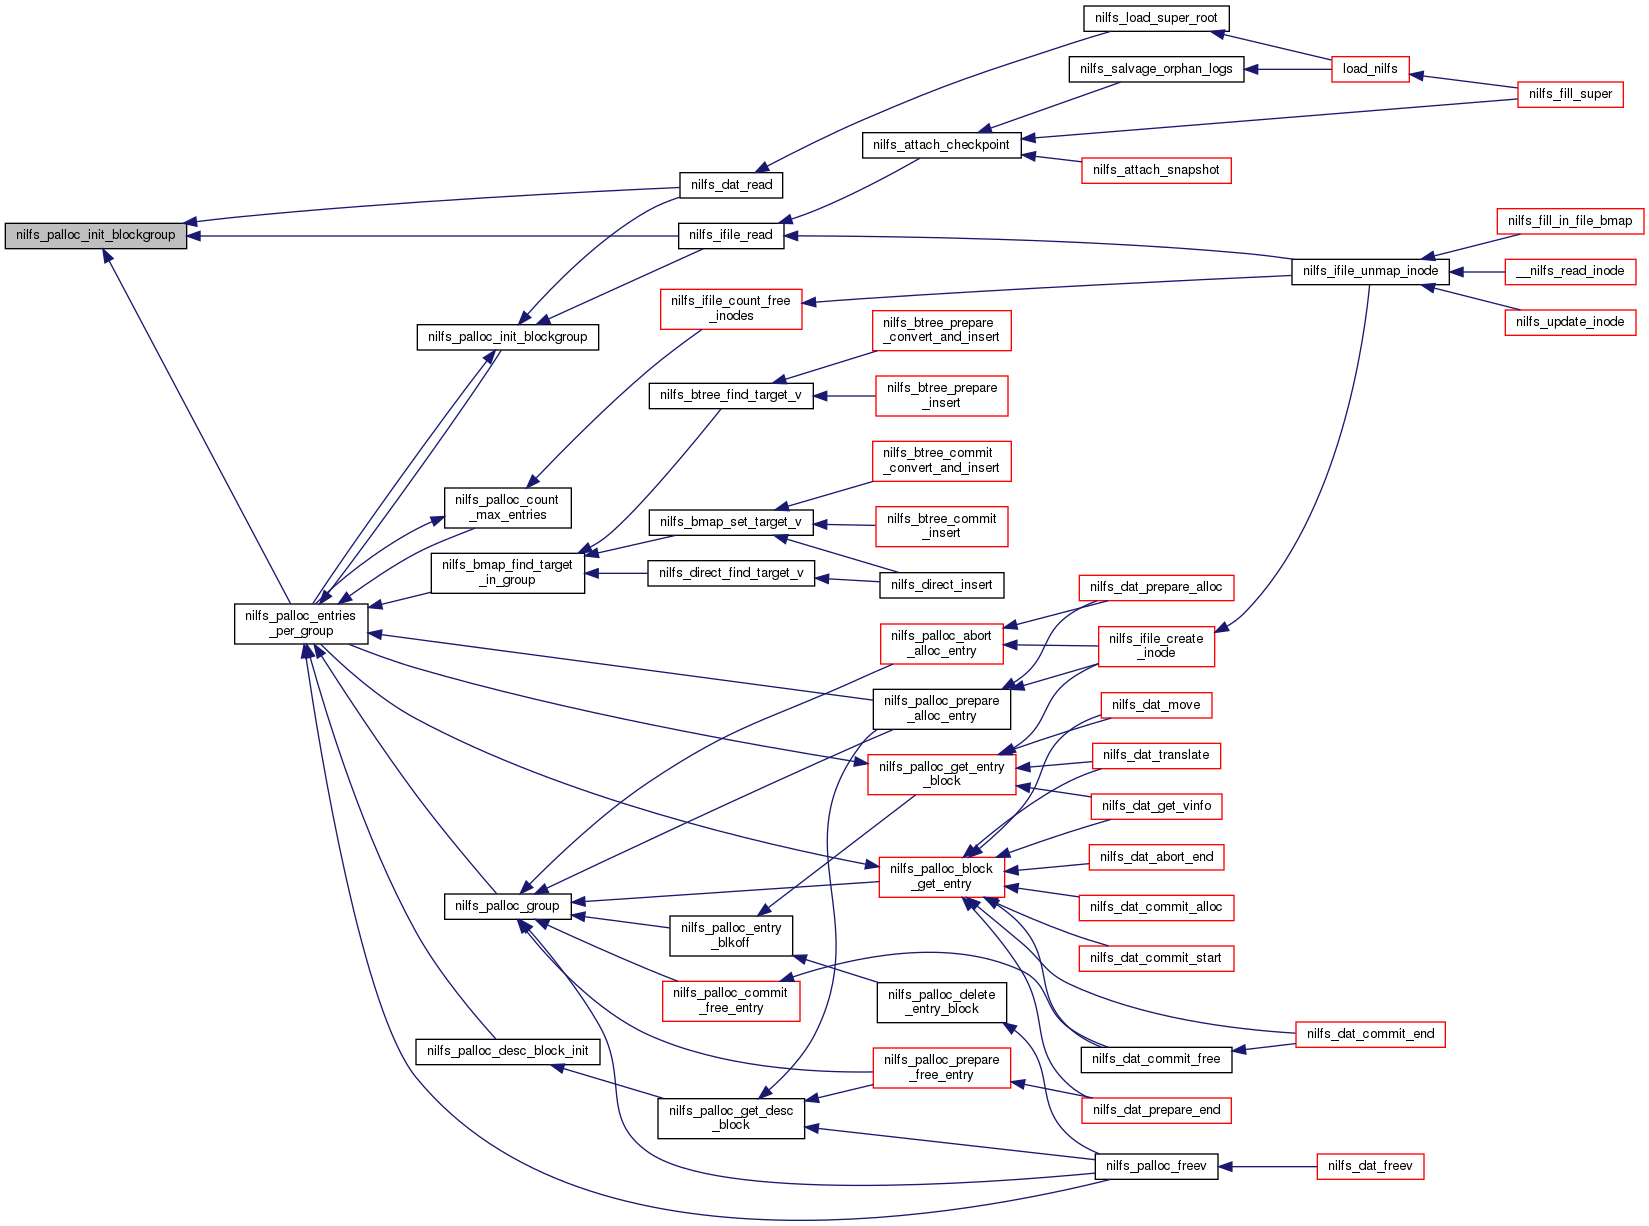 nilfs_load_super_root
nilfs_salvage_orphan_logs
load_nilfs
nilfs_fill_super
nilfs_attach_checkpoint
nilfs_attach_snapshot
nilfs_dat_read
nilfs_palloc_init_blockgroup
nilfs_ifile_read
nilfs_fill_in_file_bmap
nilfs_ifile_unmap_inode
__nilfs_read_inode
nilfs_update_inode
nilfs_ifile_count_free
_inodes
nilfs_palloc_init_blockgroup
nilfs_btree_prepare
_convert_and_insert
nilfs_btree_find_target_v
nilfs_btree_prepare
_insert
nilfs_btree_commit
_convert_and_insert
nilfs_palloc_count
_max_entries
nilfs_bmap_set_target_v
nilfs_btree_commit
_insert
nilfs_bmap_find_target
_in_group
nilfs_direct_find_target_v
nilfs_direct_insert
nilfs_dat_prepare_alloc
nilfs_palloc_entries
_per_group
nilfs_palloc_abort
_alloc_entry
nilfs_ifile_create
_inode
nilfs_palloc_prepare
_alloc_entry
nilfs_dat_move
nilfs_palloc_get_entry
_block
nilfs_dat_translate
nilfs_dat_get_vinfo
nilfs_palloc_block
_get_entry
nilfs_dat_abort_end
nilfs_palloc_group
nilfs_dat_commit_alloc
nilfs_palloc_entry
_blkoff
nilfs_dat_commit_start
nilfs_palloc_commit
_free_entry
nilfs_palloc_delete
_entry_block
nilfs_dat_commit_end
nilfs_palloc_desc_block_init
nilfs_dat_commit_free
nilfs_palloc_prepare
_free_entry
nilfs_palloc_get_desc
_block
nilfs_dat_prepare_end
nilfs_palloc_freev
nilfs_dat_freev